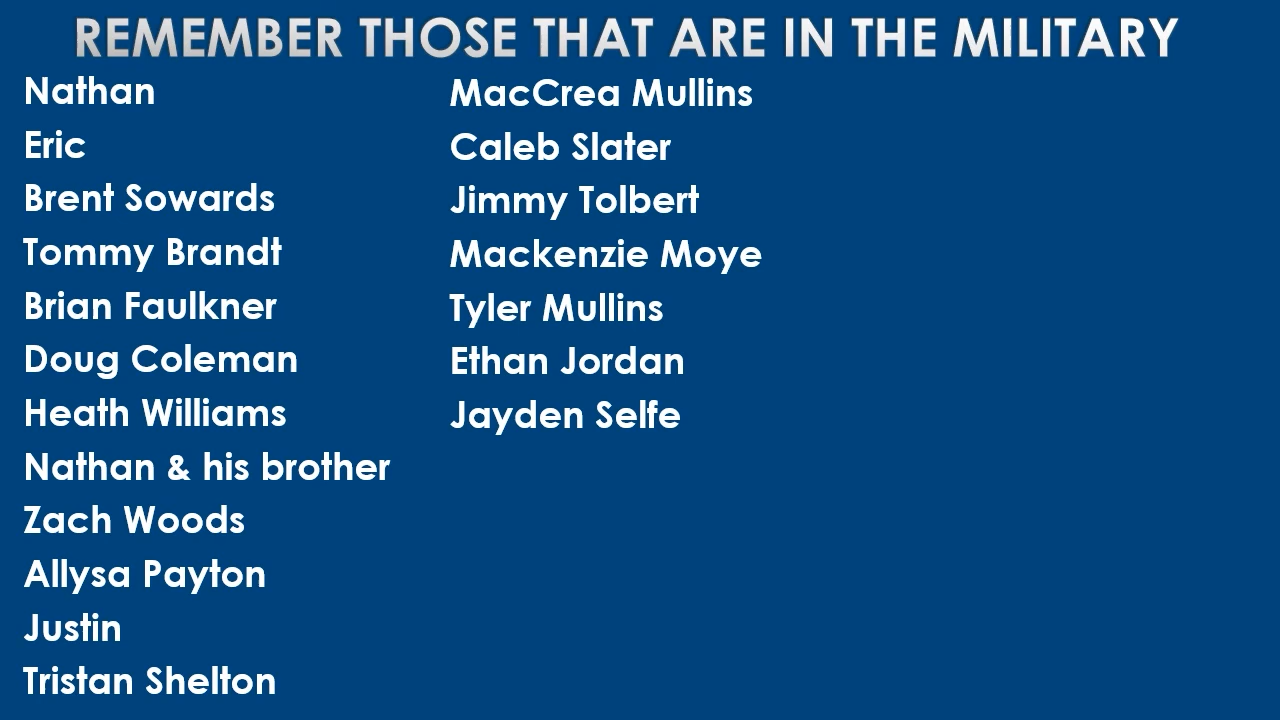 REMEMBER THOSE THAT ARE IN THE MILITARY
Nathan
Eric
Brent Sowards
Tommy Brandt
Brian Faulkner
Doug Coleman
Heath Williams
Nathan & his brother
Zach Woods
Allysa Payton
Justin
Tristan Shelton
MacCrea Mullins
Caleb Slater
Jimmy Tolbert
Mackenzie Moye
Tyler Mullins
Ethan Jordan
Jayden Selfe